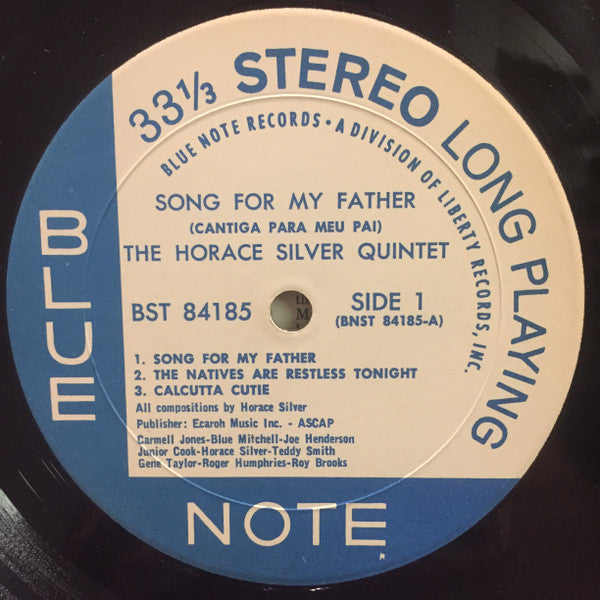 33⅓ STEREO LONG PLAYING
BLUE NOTE RECORDS • A DIVISION OF LIBERTY RECORDS, INC.
SONG FOR MY FATHER
(CANTIGA PARA MEU PAI)
THE HORACE SILVER QUINTET
BST 84185
SIDE 1
(BNST 84185-A)
1. SONG FOR MY FATHER
2. THE NATIVES ARE RESTLESS TONIGHT
3. CALCUTTA CUTIE
All compositions by Horace Silver
Publisher: Ecaroh Music Inc. - ASCAP
Carmell Jones-Blue Mitchell-Joe Henderson
Junior Cook-Horace Silver-Teddy Smith
Gene Taylor-Roger Humphries-Roy Brooks
BLUE
NOTE
R